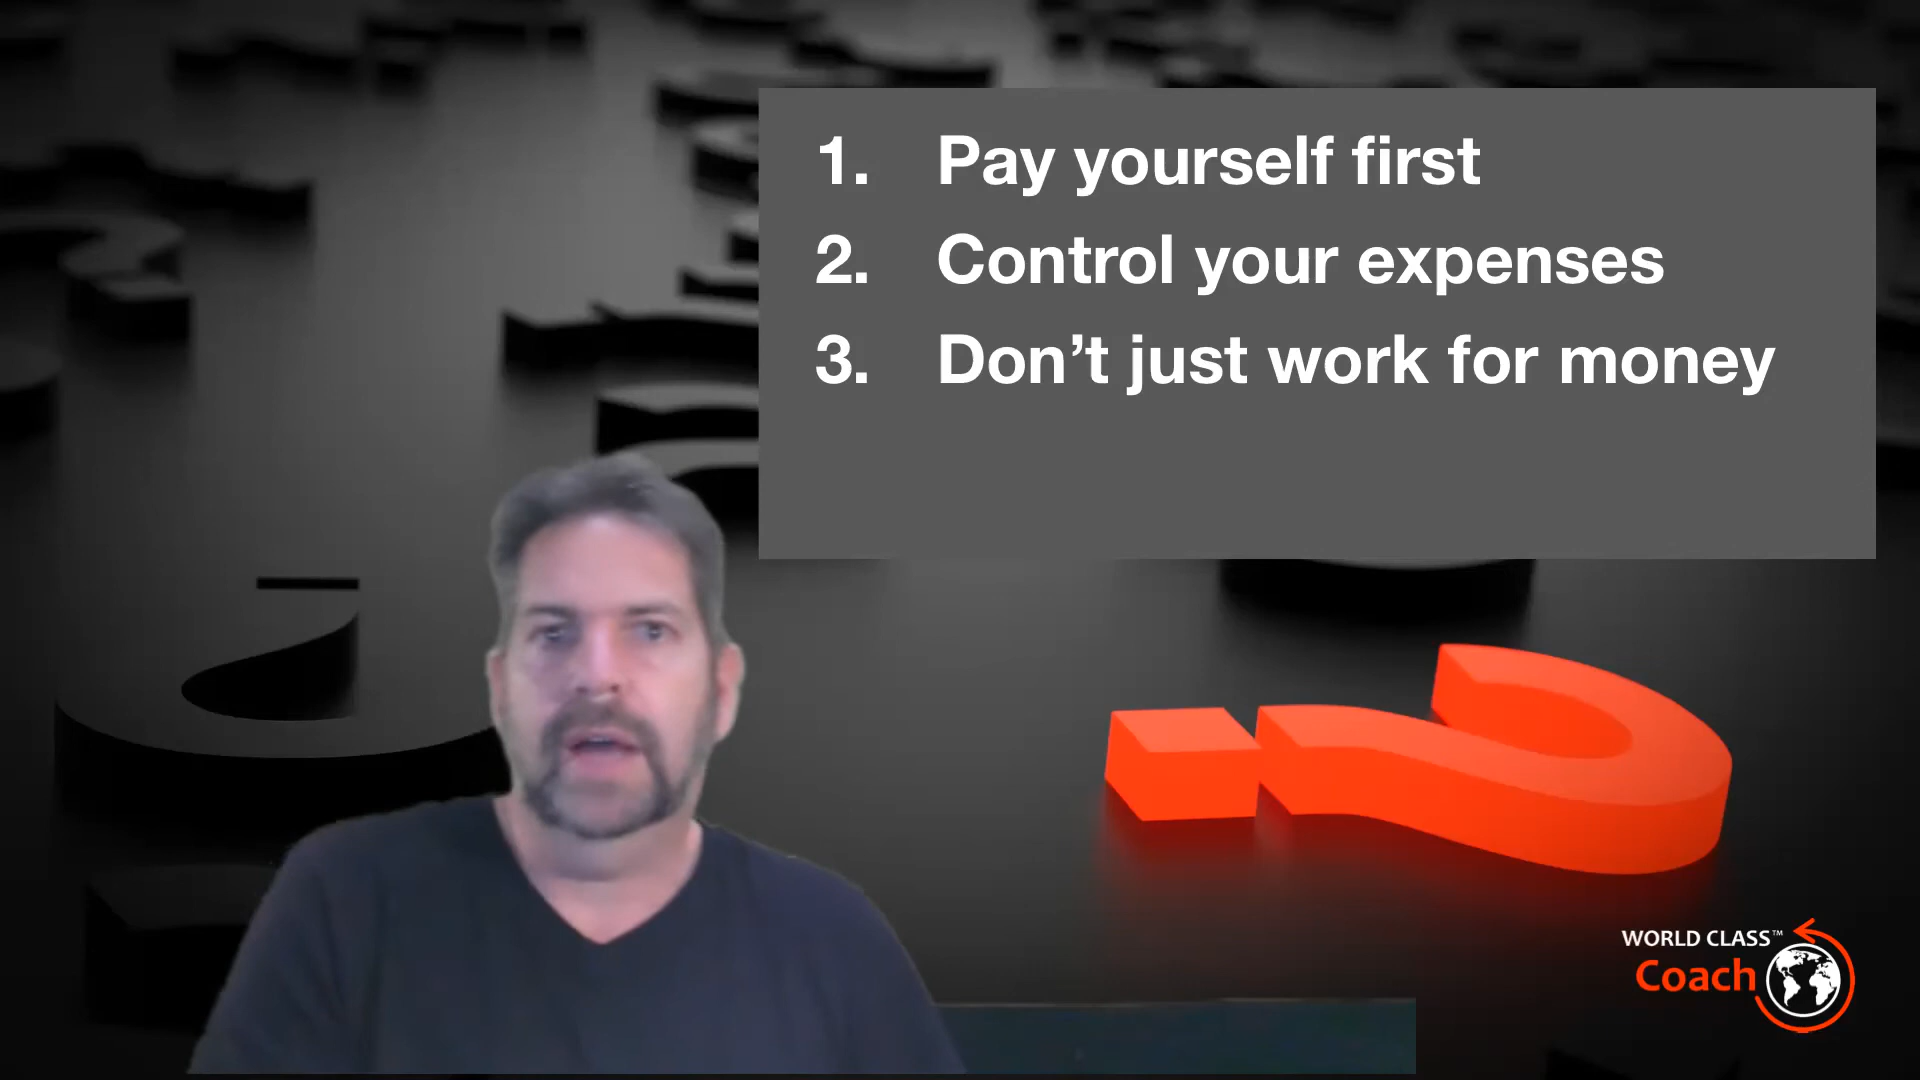 1. Pay yourself first
2. Control your expenses
3. Don’t just work for money
WORLD CLASS™
Coach